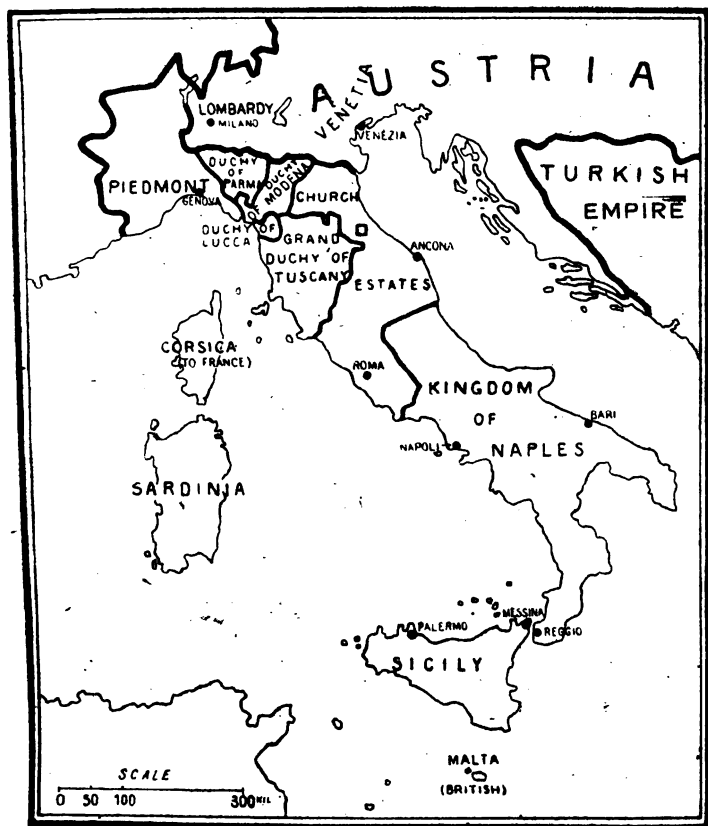 AUSTRIA
LOMBARDY
MILANO
VENETIA
VENÉZIA
TURKISH
EMPIRE
DUCHY
OF
PARMA
DUCHY
OF
MODENA
PIEDMONT
GENOVA
CHURCH
ESTATES
DUCHY OF
LUCCA
GRAND
DUCHY OF
TUSCANY
ANCONA
CORSICA
(TO FRANCE)
ROMA
KINGDOM
OF
NAPLES
BARI
NAPOLI
SARDINIA
MESSINA
PALERMO
REGGIO
SICILY
MALTA
(BRITISH)
SCALE
0 50 100 300 KIL